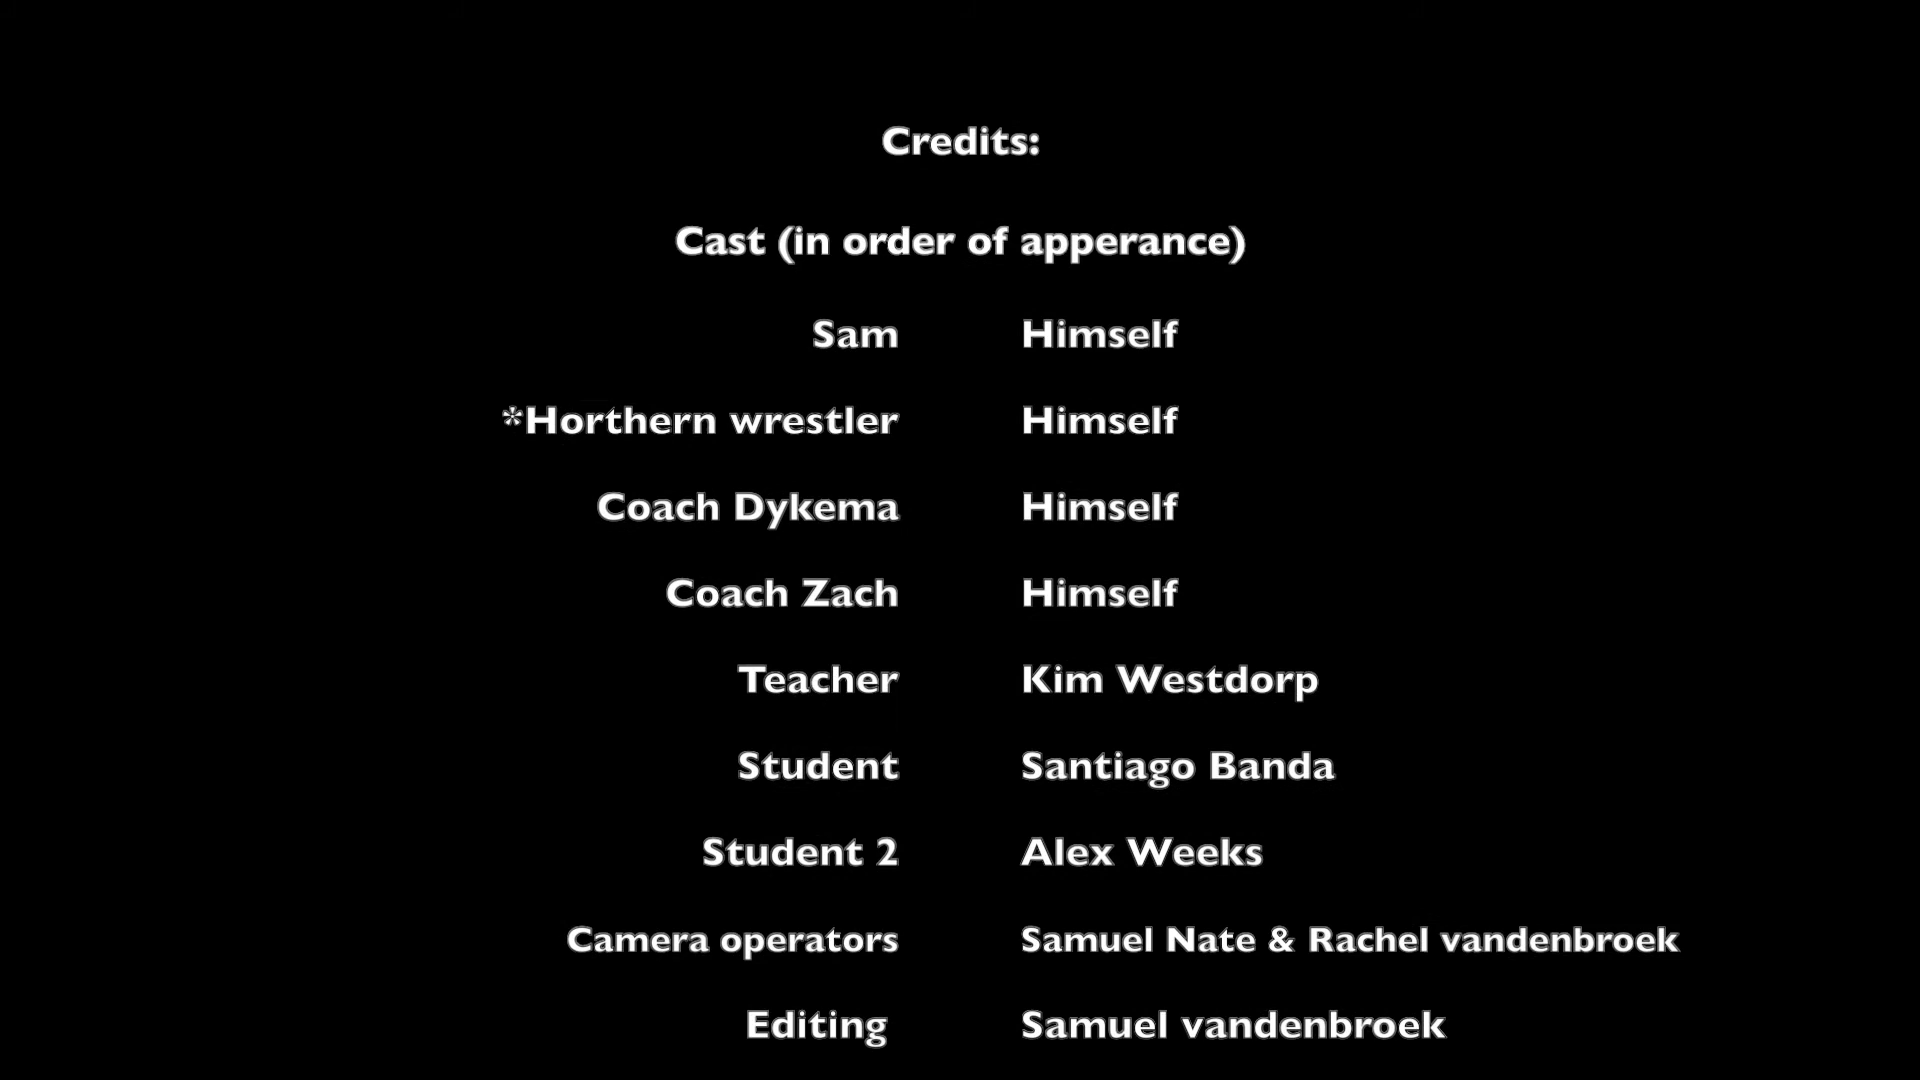 Credits:
Cast (in order of apperance)
Sam Himself
*Horthern wrestler Himself
Coach Dykema Himself
Coach Zach Himself
Teacher Kim Westdorp
Student Santiago Banda
Student 2 Alex Weeks
Camera operators Samuel Nate & Rachel vandenbroek
Editing Samuel vandenbroek